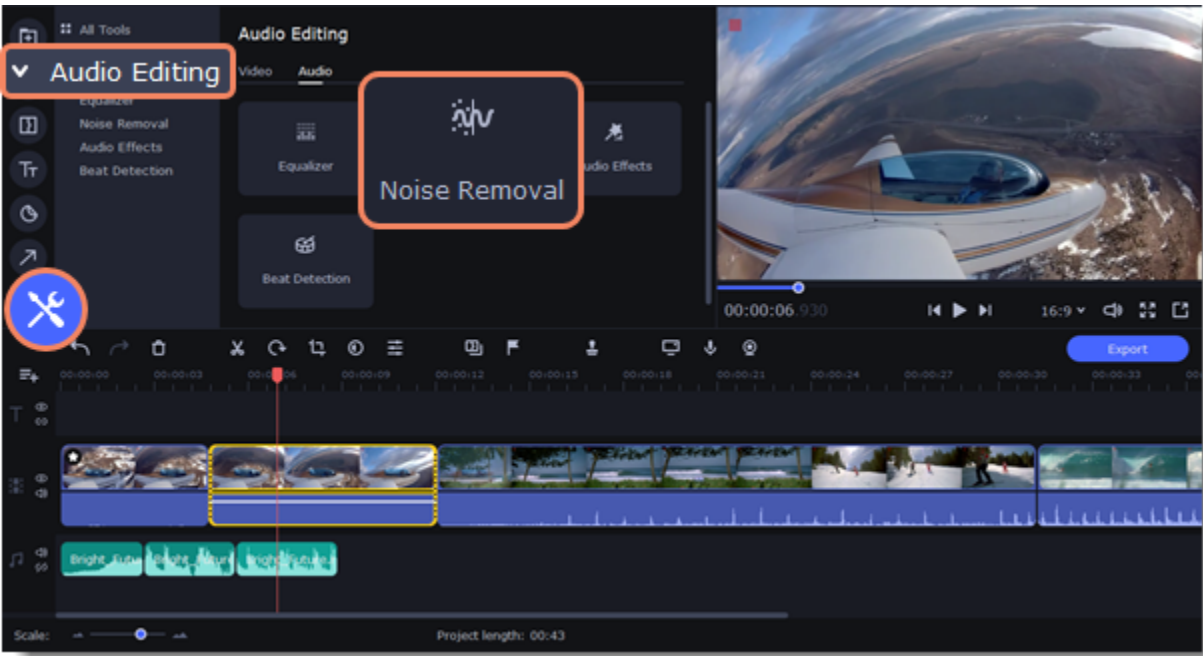 All Tools
Audio Editing
Equalizer
Noise Removal
Audio Effects
Beat Detection
Audio Editing
Video Audio
Equalizer
Noise Removal
udio Effects
Beat Detection
00:00:06.930
16:9
Export
00:00:00 00:00:03 00:00:06 00:00:09 00:00:12 00:00:15 00:00:18 00:00:21 00:00:24 00:00:27 00:00:30 00:00:33
Bright_Futu Bright_Future Bright_Future.
Scale:
Project length: 00:43